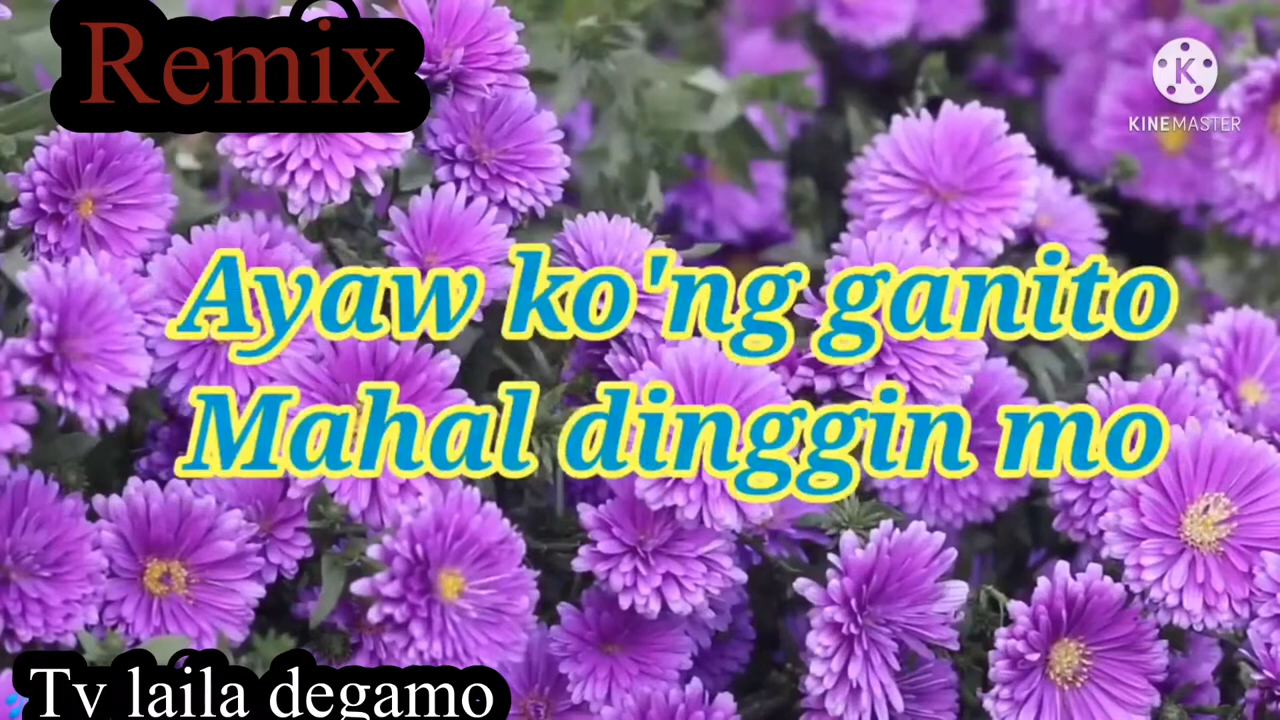 Remix
KINEMASTER
Ayaw ko'ng ganito
Mahal dinggin mo
Tv laila degamo